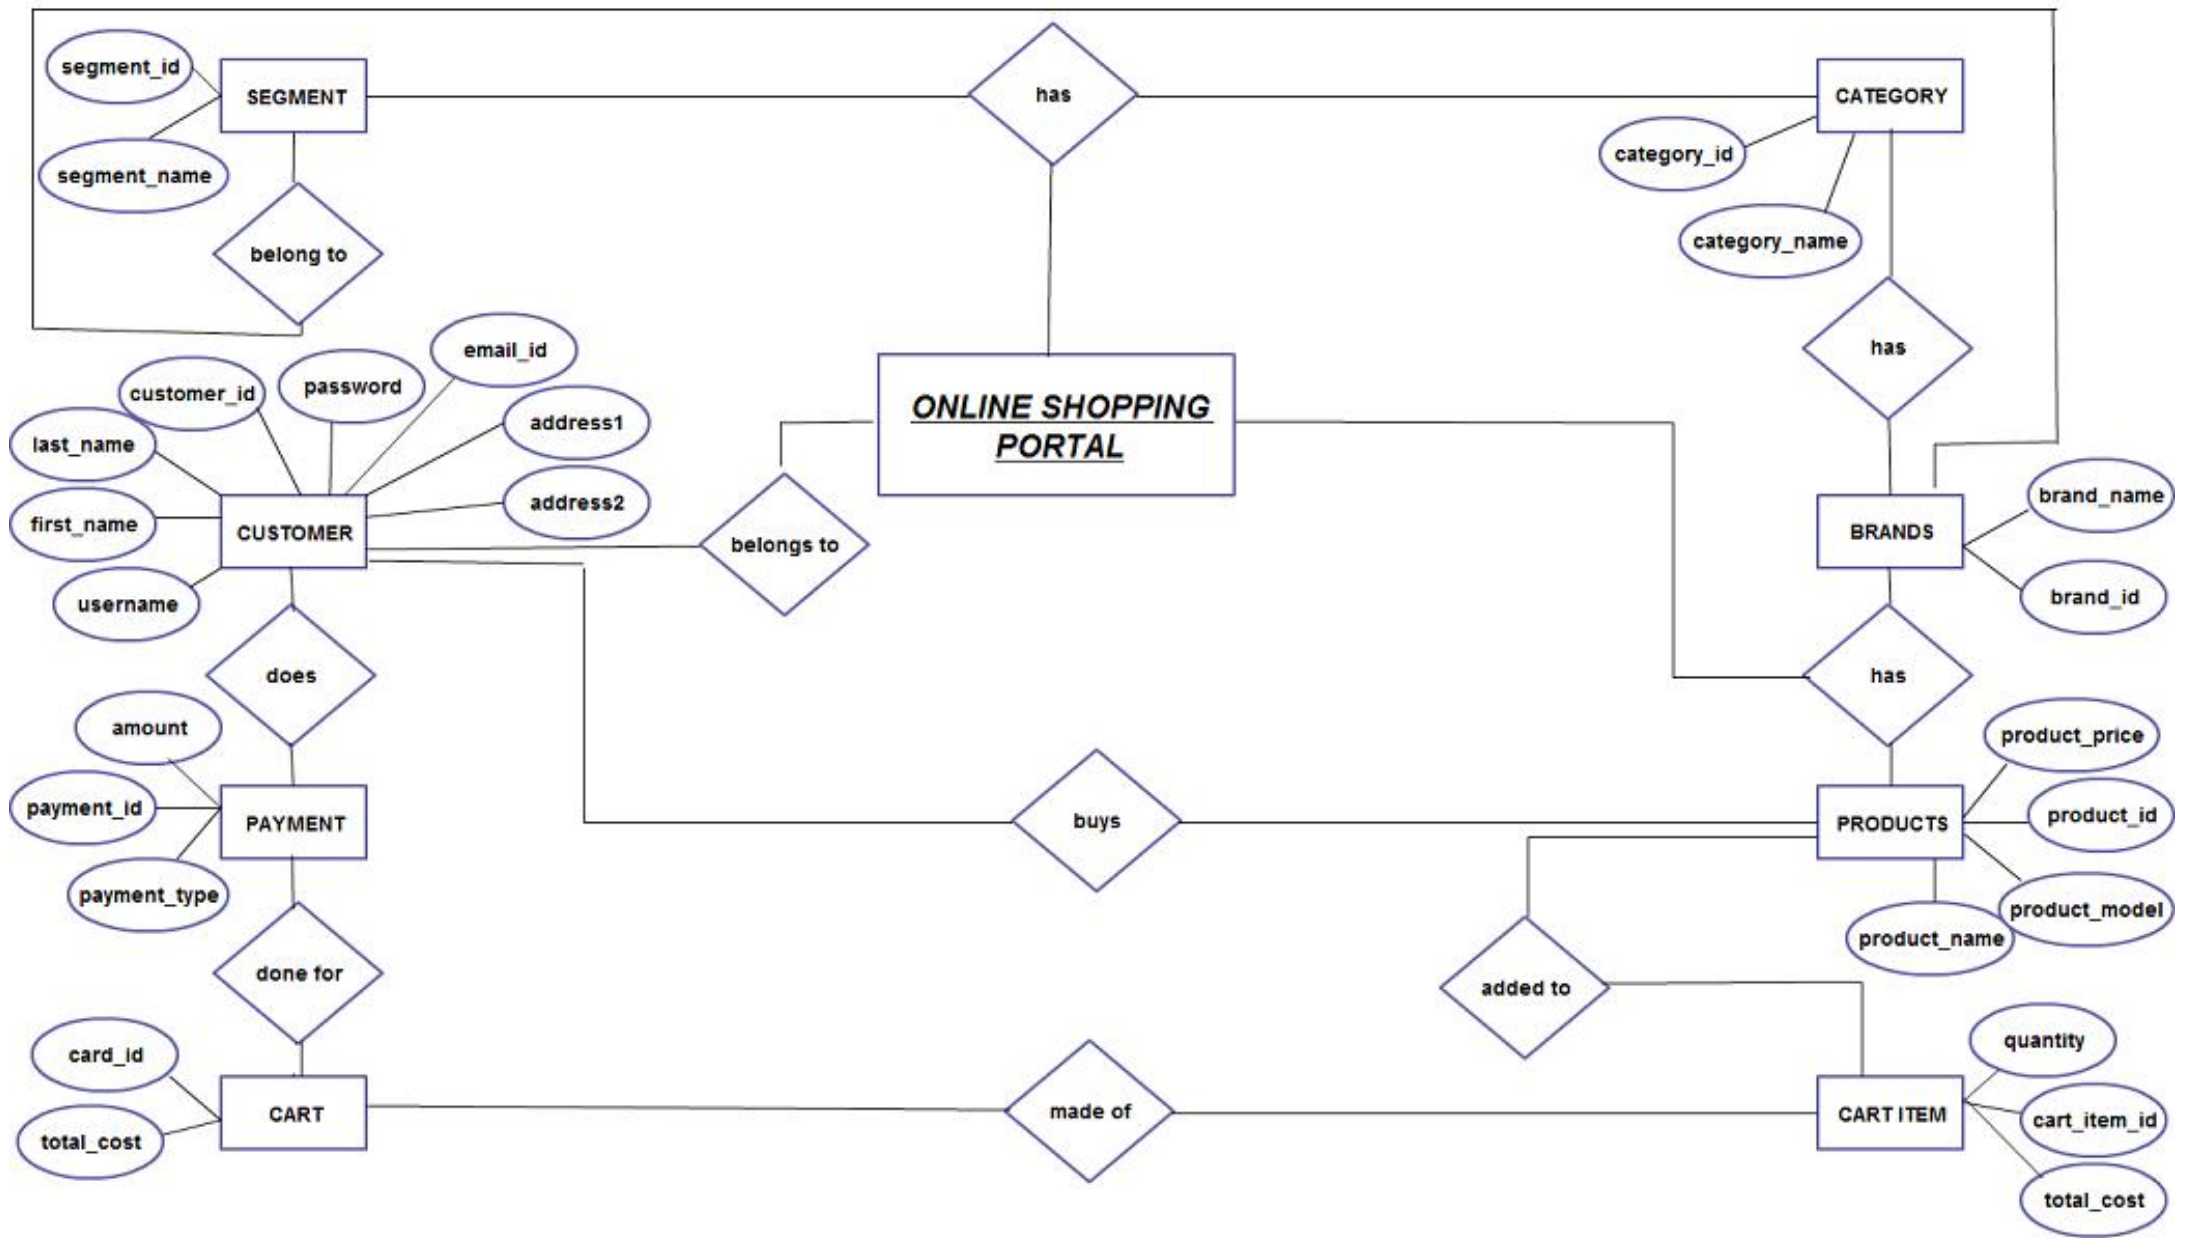 segment_id
SEGMENT
has
CATEGORY
category_id
segment_name
category_name
belong to
has
email_id
customer_id
password
ONLINE SHOPPING
PORTAL
address1
last_name
address2
brand_name
first_name
CUSTOMER
belongs to
BRANDS
username
brand_id
does
has
amount
product_price
payment_id
PAYMENT
buys
PRODUCTS
product_id
payment_type
product_model
product_name
done for
added to
card_id
quantity
total_cost
CART
made of
CART ITEM
cart_item_id
total_cost